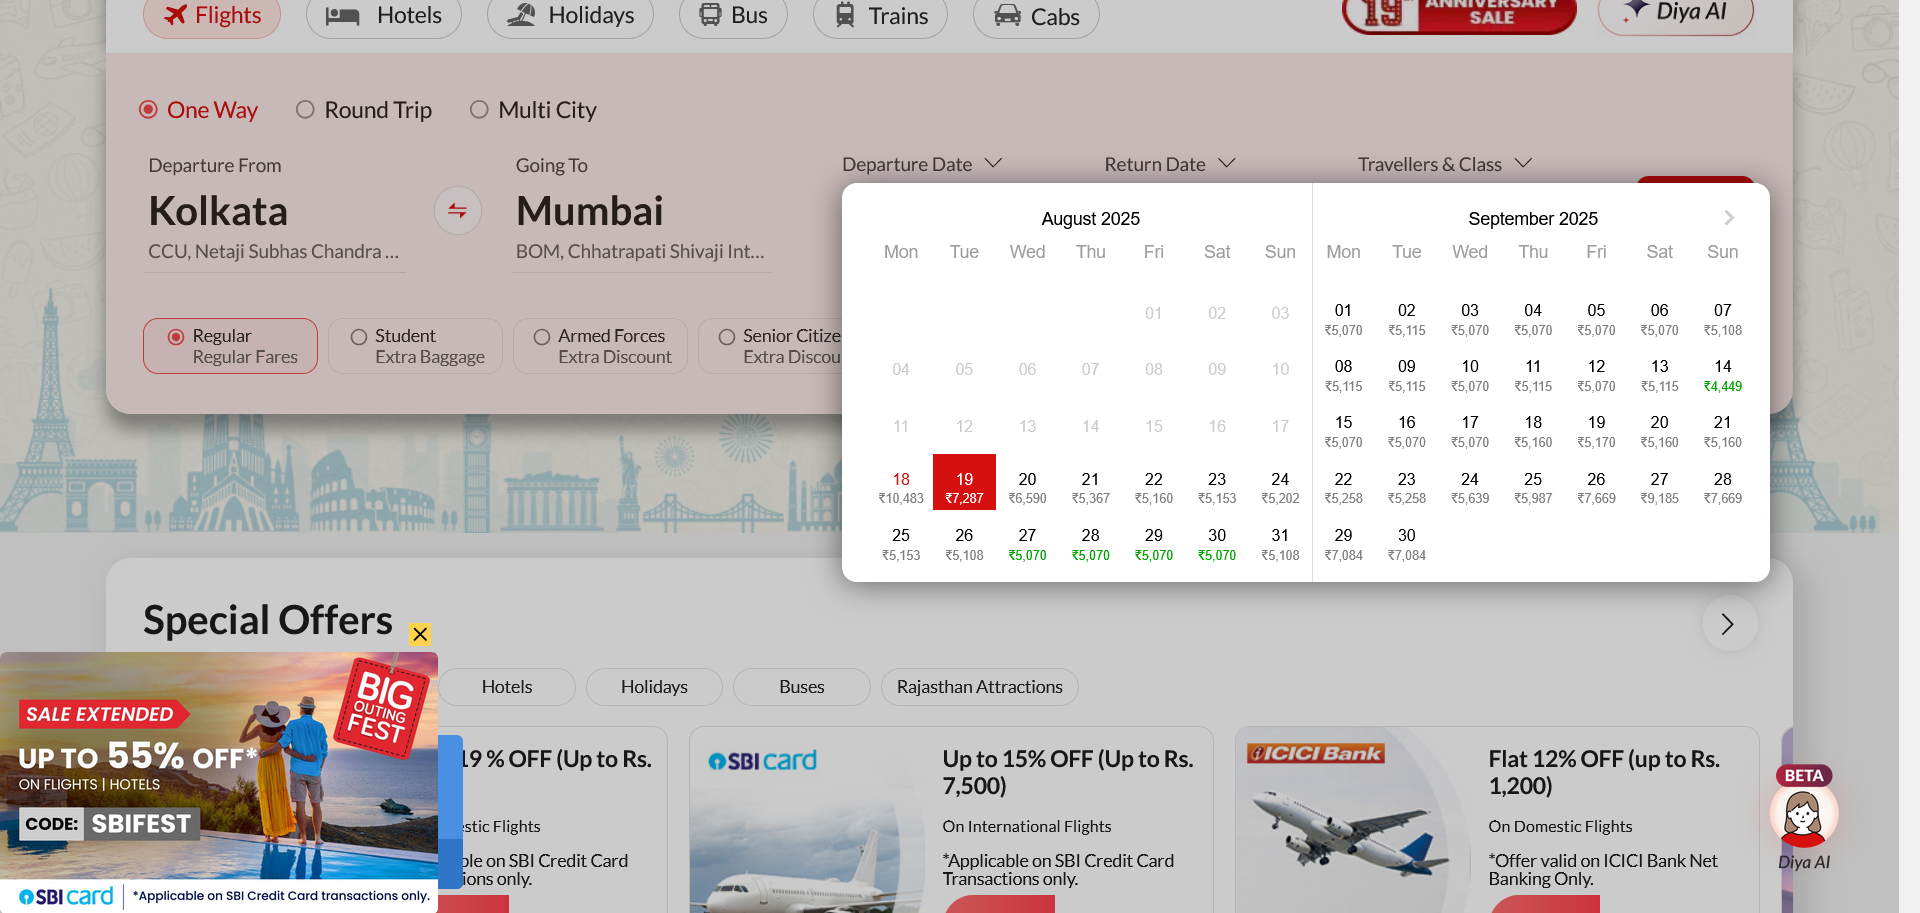 Flights
Hotels
Holidays
Bus
Trains
Cabs
19 ANNIVERSARY
SALE
Diya AI
One Way
Round Trip
Multi City
Departure From
Kolkata
CCU, Netaji Subhas Chandra ...
Going To
Mumbai
BOM, Chhatrapati Shivaji Int...
Departure Date
Return Date
Travellers & Class
Regular
Regular Fares
Student
Extra Baggage
Armed Forces
Extra Discount
Senior Citize
Extra Discou
August 2025
Mon Tue Wed Thu Fri Sat Sun
01 02 03
04 05 06 07 08 09 10
11 12 13 14 15 16 17
18 19 20 21 22 23 24
₹10,483 ₹7,287 ₹6,590 ₹5,367 ₹5,160 ₹5,153 ₹5,202
25 26 27 28 29 30 31
₹5,153 ₹5,108 ₹5,070 ₹5,070 ₹5,070 ₹5,070 ₹5,108
September 2025
Mon Tue Wed Thu Fri Sat Sun
01 02 03 04 05 06 07
₹5,070 ₹5,115 ₹5,070 ₹5,070 ₹5,070 ₹5,070 ₹5,108
08 09 10 11 12 13 14
₹5,115 ₹5,115 ₹5,070 ₹5,115 ₹5,070 ₹5,115 ₹4,449
15 16 17 18 19 20 21
₹5,070 ₹5,070 ₹5,070 ₹5,160 ₹5,170 ₹5,160 ₹5,160
22 23 24 25 26 27 28
₹5,258 ₹5,258 ₹5,639 ₹5,987 ₹7,669 ₹9,185 ₹7,669
29 30
₹7,084 ₹7,084
Special Offers
Hotels
Holidays
Buses
Rajasthan Attractions
SALE EXTENDED
UP TO 55% OFF*
ON FLIGHTS | HOTELS
CODE: SBIFEST
BIG
OUTING
FEST
SBI card
*Applicable on SBI Credit Card transactions only.
19 % OFF (Up to Rs.
stic Flights
ble on SBI Credit Card
ions only.
SBI card
Up to 15% OFF (Up to Rs.
7,500)
On International Flights
*Applicable on SBI Credit Card
Transactions only.
ICICI Bank
Flat 12% OFF (up to Rs.
1,200)
On Domestic Flights
*Offer valid on ICICI Bank Net
Banking Only.
BETA
Diya AI